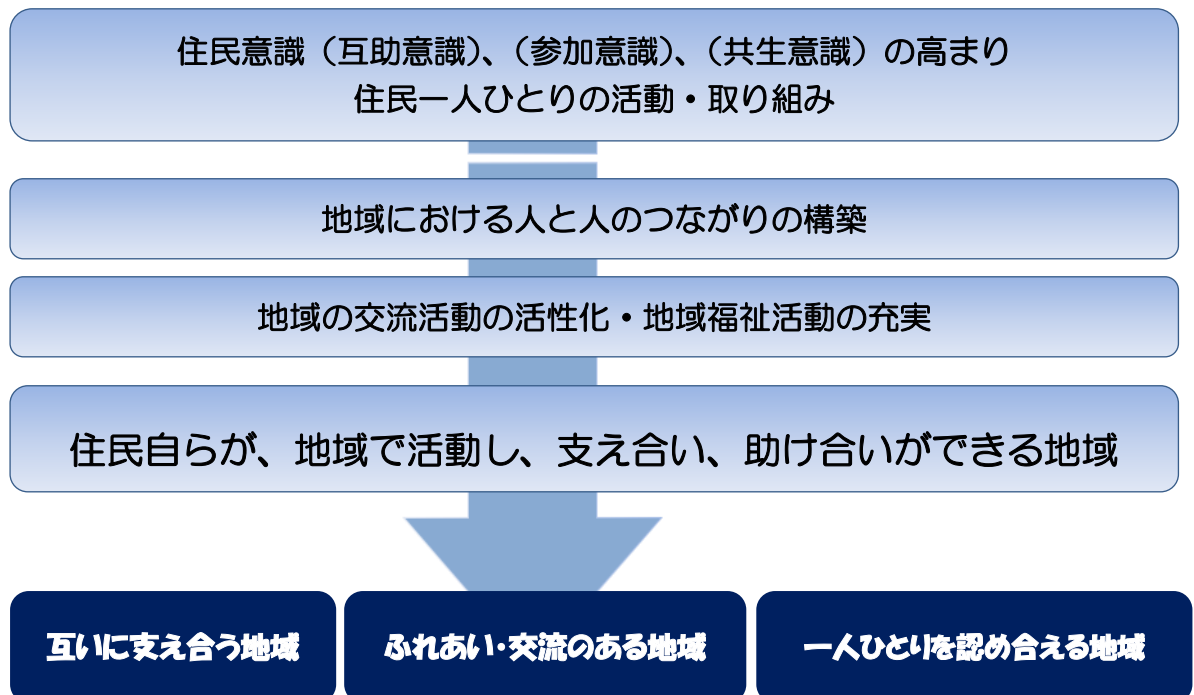 住民意識（互助意識）、（参加意識）、（共生意識）の高まり
住民一人ひとりの活動・取り組み
地域における人と人のつながりの構築
地域の交流活動の活性化・地域福祉活動の充実
住民自らが、地域で活動し、支え合い、助け合いができる地域
互いに支え合う地域
ふれあい・交流のある地域
一人ひとりを認め合える地域